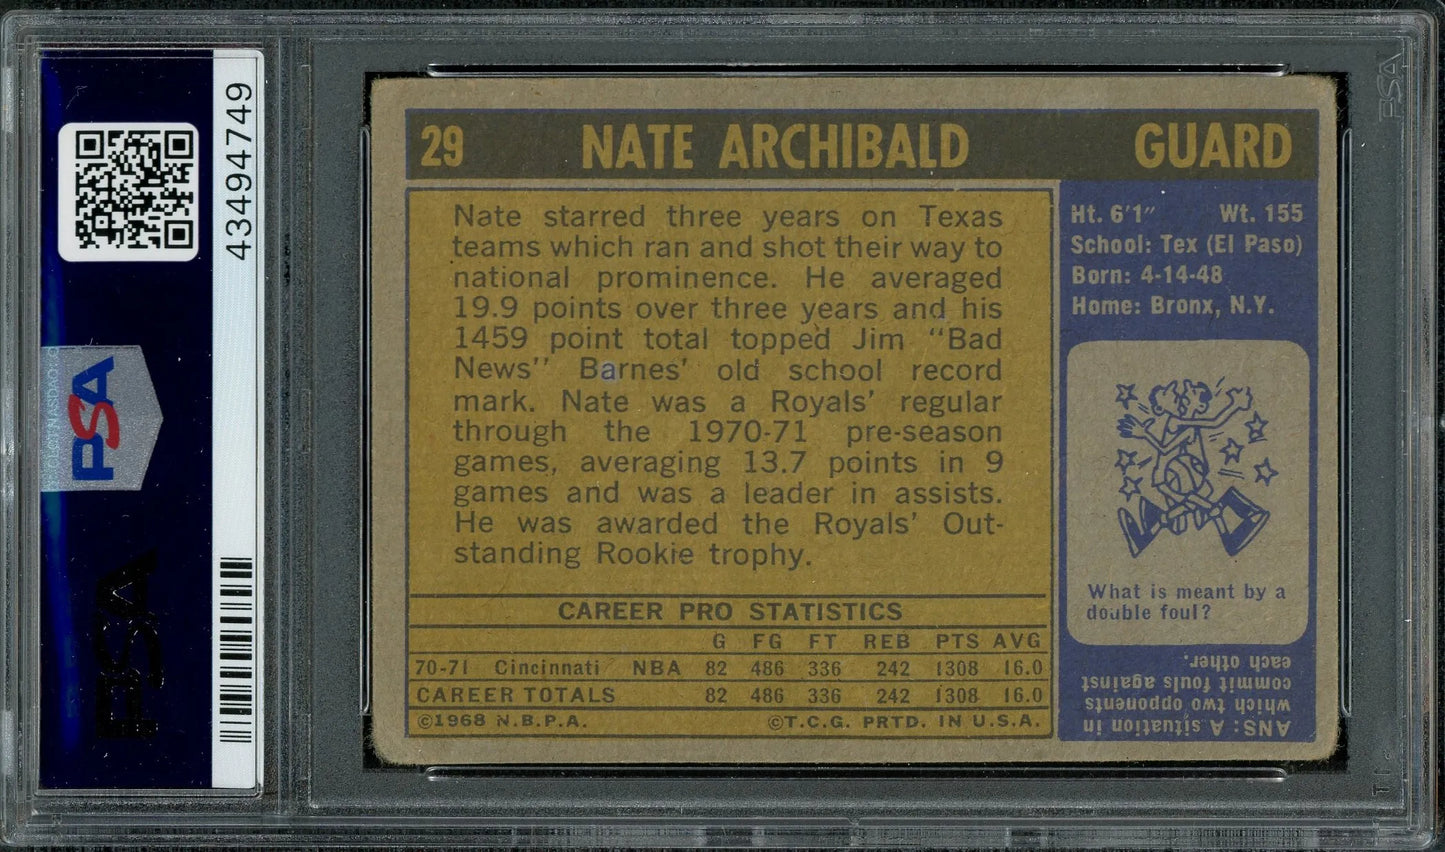 29 NATE ARCHIBALD GUARD
Nate starred three years on Texas
teams which ran and shot their way to
national prominence. He averaged
19.9 points over three years and his
1459 point total topped Jim "Bad
News" Barnes' old school record
mark. Nate was a Royals' regular
through the 1970-71 pre-season
games, averaging 13.7 points in 9
games and was a leader in assists.
He was awarded the Royals' Out-
standing Rookie trophy.
CAREER PRO STATISTICS
G FG FT REB PTS AVG
70-71 Cincinnati NBA 82 486 336 242 1308 16.0
CAREER TOTALS 82 486 336 242 1308 16.0
©1968 N.B.P.A. ©T.C.G. PRTD. IN U.S.A.
Ht. 6'1" Wt. 155
School: Tex (El Paso)
Born: 4-14-48
Home: Bronx, N.Y.
What is meant by a
double foul?
ANS: A situation in
which two opponents
commit fouls against
each other.
43494749
PSA
PSA
PSA